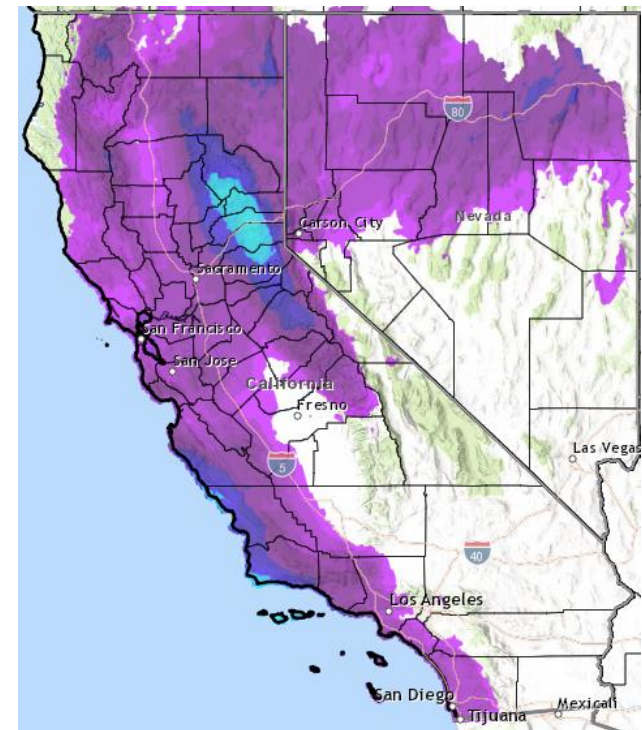 80
Carson City
Nevada
Sacramento
San Francisco
San Jose
California
Fresno
5
Las Vegas
40
Los Angeles
San Diego
Mexicali
Tijuana